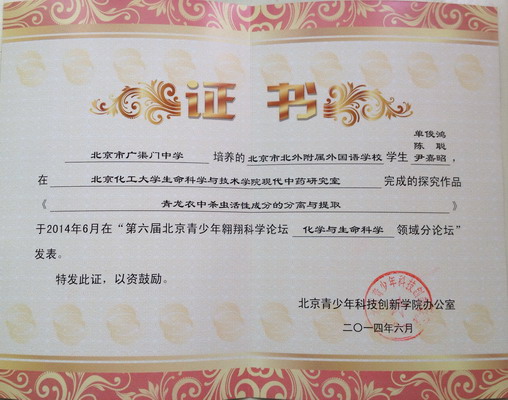 证 书
单俊鸿
陈 聪
北京市广渠门中学 培养的 北京市北外附属外国语学校 学生 尹嘉昭，
在 北京化工大学生命科学与技术学院现代中药研究室 完成的探究作品
《 青龙衣中杀虫活性成分的分离与提取 》
于2014年6月在“第六届北京青少年翱翔科学论坛 化学与生命科学 领域分论坛”
发表。
特发此证，以资鼓励。
北京青少年科技创新学院办公室
二〇一四年六月